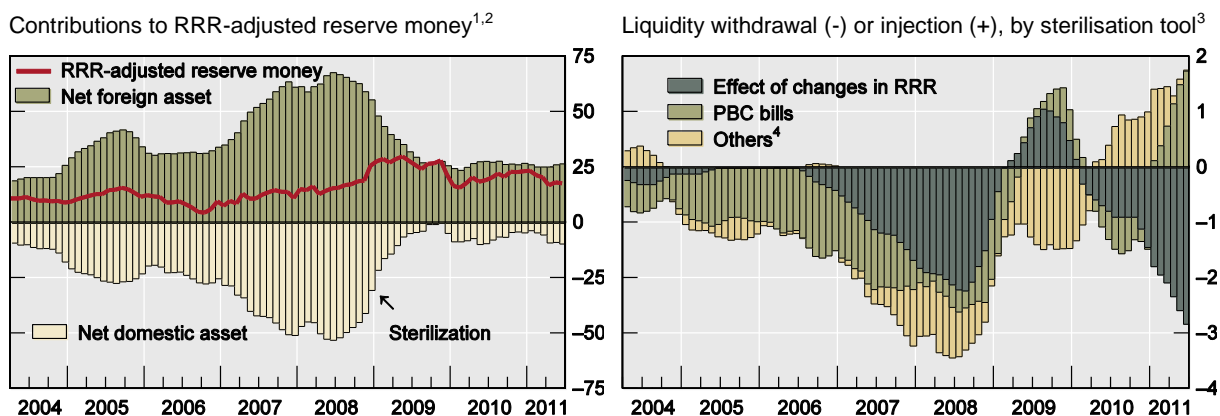 Contributions to RRR-adjusted reserve money1,2
RRR-adjusted reserve money
Net foreign asset
Net domestic asset
Sterilization
75
50
25
0
–25
–50
–75
2004 2005 2006 2007 2008 2009 2010 2011
Liquidity withdrawal (-) or injection (+), by sterilisation tool3
Effect of changes in RRR
PBC bills
Others4
2
1
0
–1
–2
–3
–4
2004 2005 2006 2007 2008 2009 2010 2011